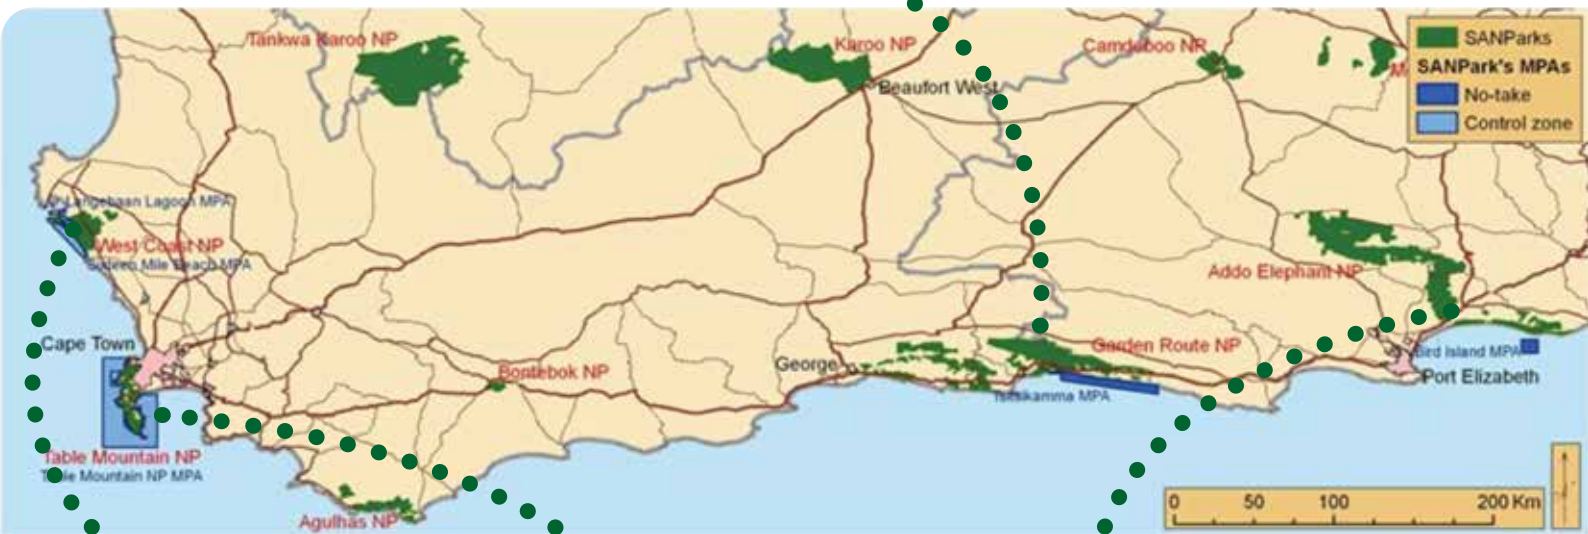 Tankwa Karoo NP
Karoo NP
Camdeboo NP
SANParks
SANPark's MPAs
No-take
Control zone
Beaufort West
Langebaan Lagoon MPA
West Coast NP
Sixteen Mile Beach MPA
Addo Elephant NP
Cape Town
George
Garden Route NP
Bird Island MPA
Port Elizabeth
Bontebok NP
Tsitsikamma MPA
Table Mountain NP
Table Mountain NP MPA
Agulhas NP
0 50 100 200 Km